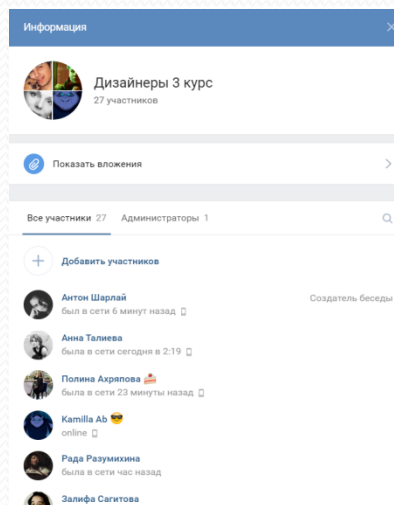 Информация
Дизайнеры 3 курс
27 участников
Показать вложения
Все участники 27 Администраторы 1
Добавить участников
Антон Шарлай Создатель беседы
был в сети 6 минут назад
Анна Талиева
была в сети сегодня в 2:19
Полина Ахряпова 🍰
была в сети 23 минуты назад
Kamilla Ab 😎
online
Рада Разумихина
была в сети час назад
Залифа Сагитова